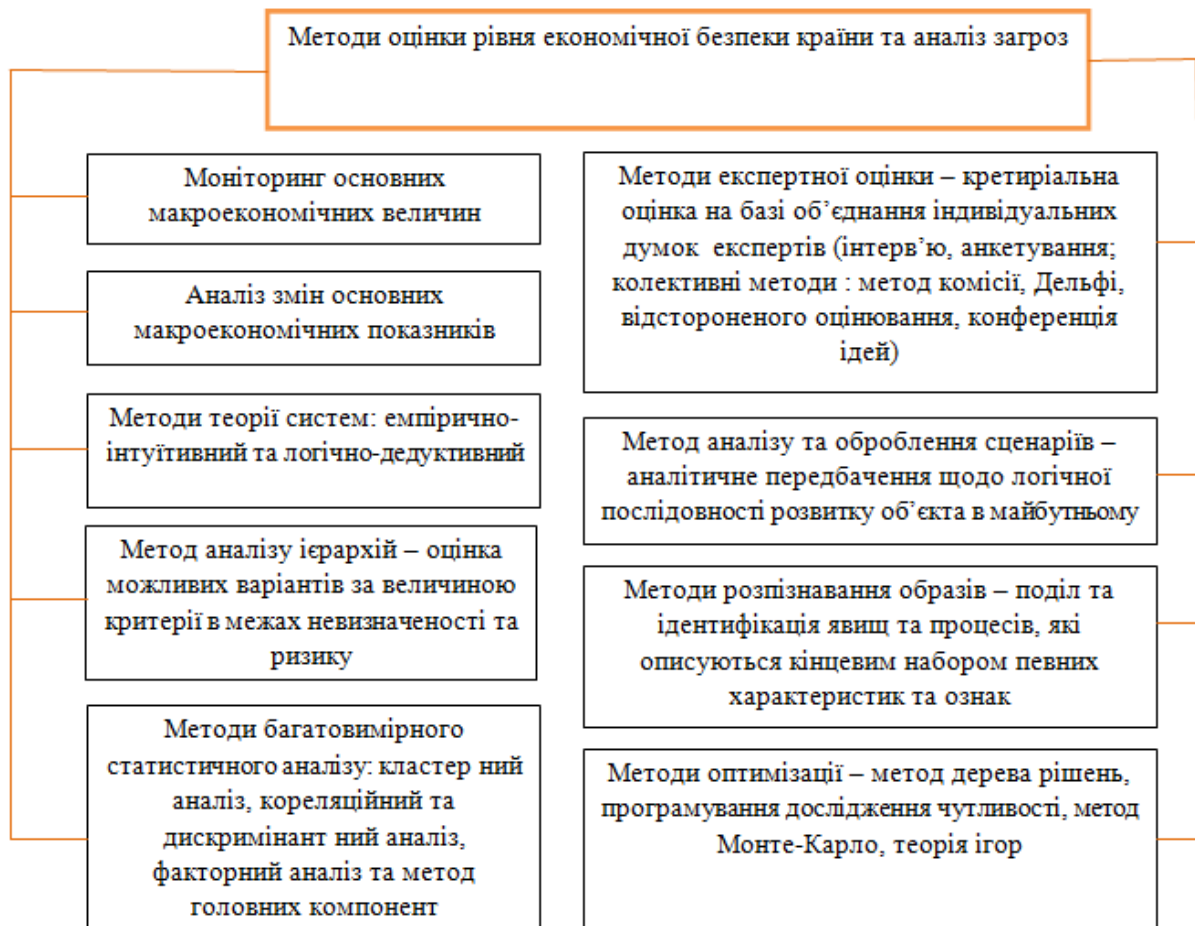 Методи оцінки рівня економічної безпеки країни та аналіз загроз
Моніторинг основних
макроекономічних величин
Аналіз змін основних
макроекономічних показників
Методи теорії систем: емпірично-
інтуїтивний та логічно-дедуктивний
Метод аналізу ієрархій – оцінка
можливих варіантів за величиною
критерії в межах невизначеності та
ризику
Методи багатовимірного
статистичного аналізу: кластер ний
аналіз, кореляційний та
дискримінант ний аналіз,
факторний аналіз та метод
головних компонент
Методи експертної оцінки – кретиріальна
оцінка на базі об’єднання індивідуальних
думок експертів (інтерв’ю, анкетування;
колективні методи : метод комісії, Дельфі,
відстороненого оцінювання, конференція
ідей)
Метод аналізу та оброблення сценаріїв –
аналітичне передбачення щодо логічної
послідовності розвитку об’єкта в майбутньому
Методи розпізнавання образів – поділ та
ідентифікація явищ та процесів, які
описуються кінцевим набором певних
характеристик та ознак
Методи оптимізації – метод дерева рішень,
програмування дослідження чутливості, метод
Монте-Карло, теорія ігор